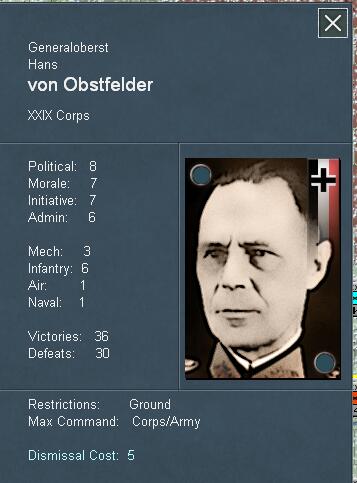 Generaloberst
Hans
von Obstfelder
XXIX Corps
Political: 8
Morale: 7
Initiative: 7
Admin: 6
Mech: 3
Infantry: 6
Air: 1
Naval: 1
Victories: 36
Defeats: 30
Restrictions: Ground
Max Command: Corps/Army
Dismissal Cost: 5